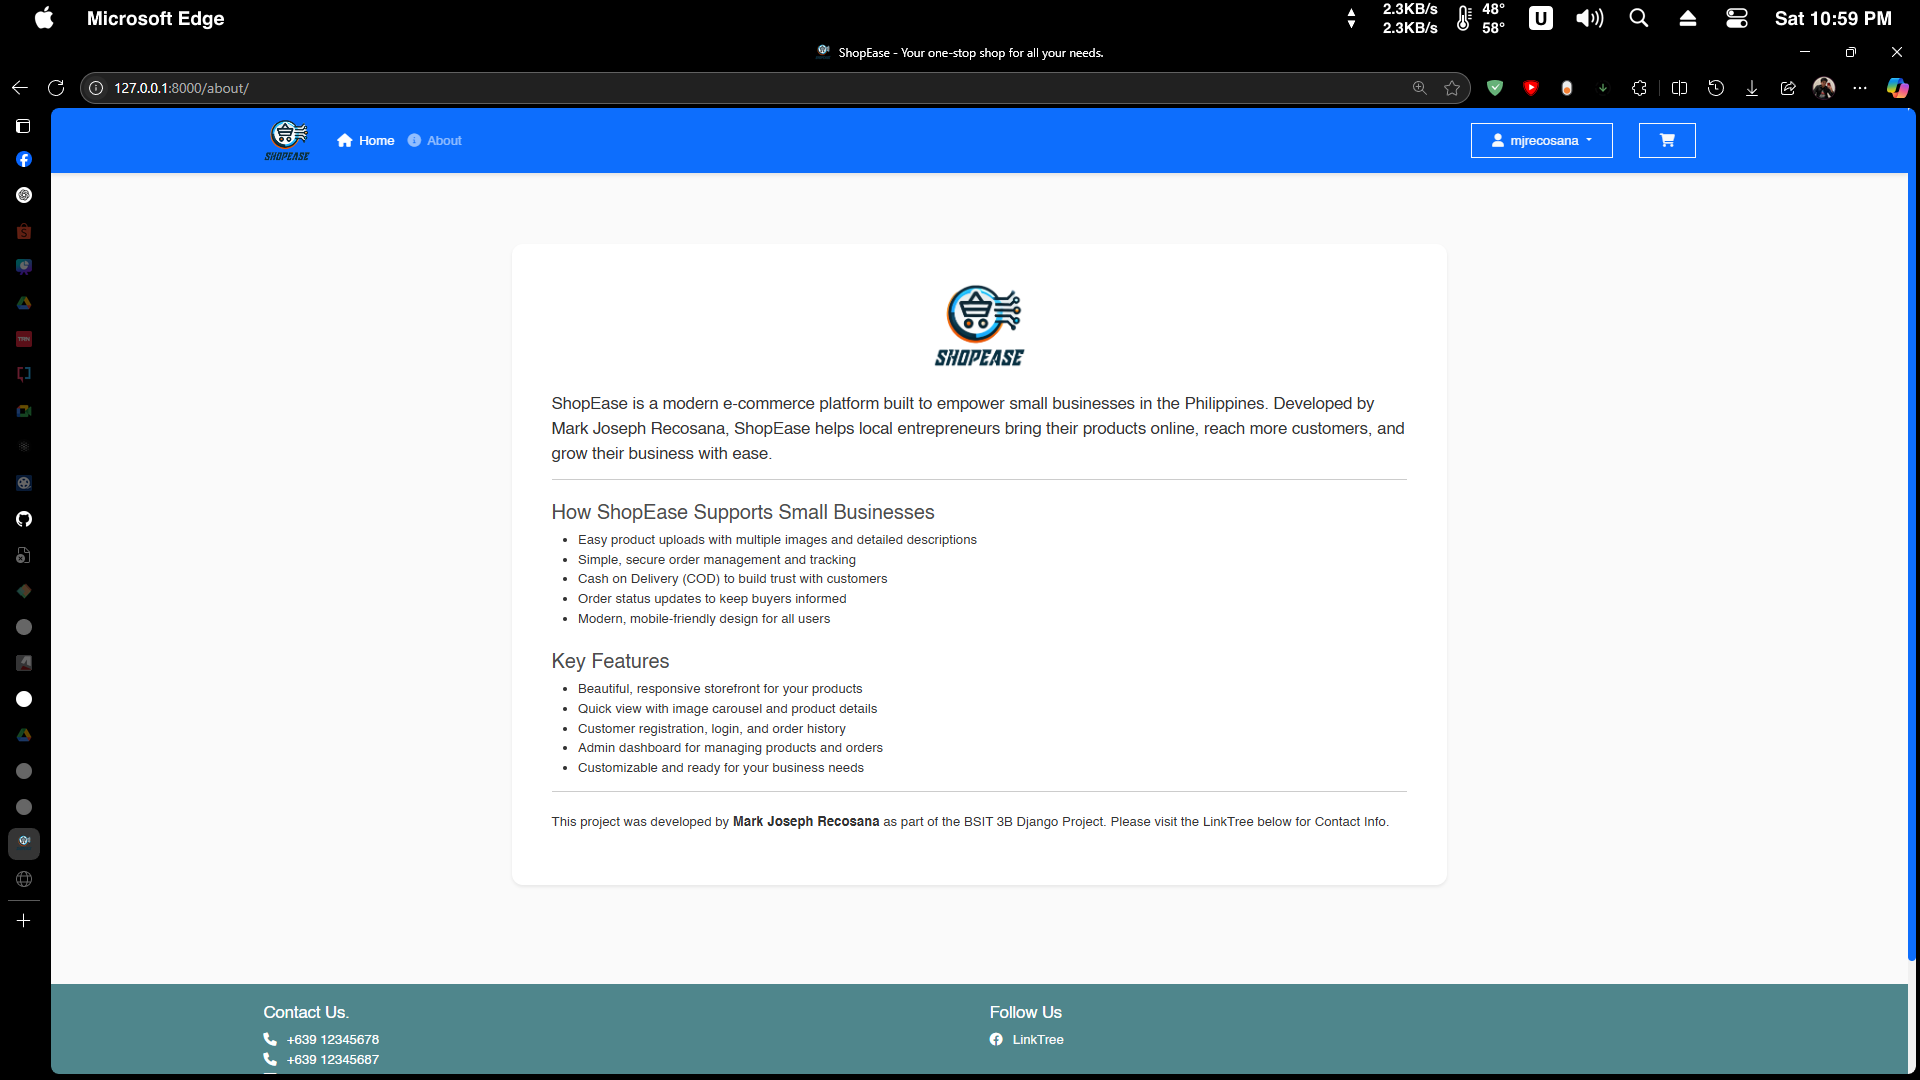 Microsoft Edge
2.3KB/s 48°
2.3KB/s 58°
U
Sat 10:59 PM
ShopEase - Your one-stop shop for all your needs.
127.0.0.1:8000/about/
SHOPEASE
Home
About
mjrecosana
SHOPEASE
ShopEase is a modern e-commerce platform built to empower small businesses in the Philippines. Developed by
Mark Joseph Recosana, ShopEase helps local entrepreneurs bring their products online, reach more customers, and
grow their business with ease.
How ShopEase Supports Small Businesses
• Easy product uploads with multiple images and detailed descriptions
• Simple, secure order management and tracking
• Cash on Delivery (COD) to build trust with customers
• Order status updates to keep buyers informed
• Modern, mobile-friendly design for all users
Key Features
• Beautiful, responsive storefront for your products
• Quick view with image carousel and product details
• Customer registration, login, and order history
• Admin dashboard for managing products and orders
• Customizable and ready for your business needs
This project was developed by Mark Joseph Recosana as part of the BSIT 3B Django Project. Please visit the LinkTree below for Contact Info.
Contact Us.
+639 12345678
+639 12345687
Follow Us
LinkTree